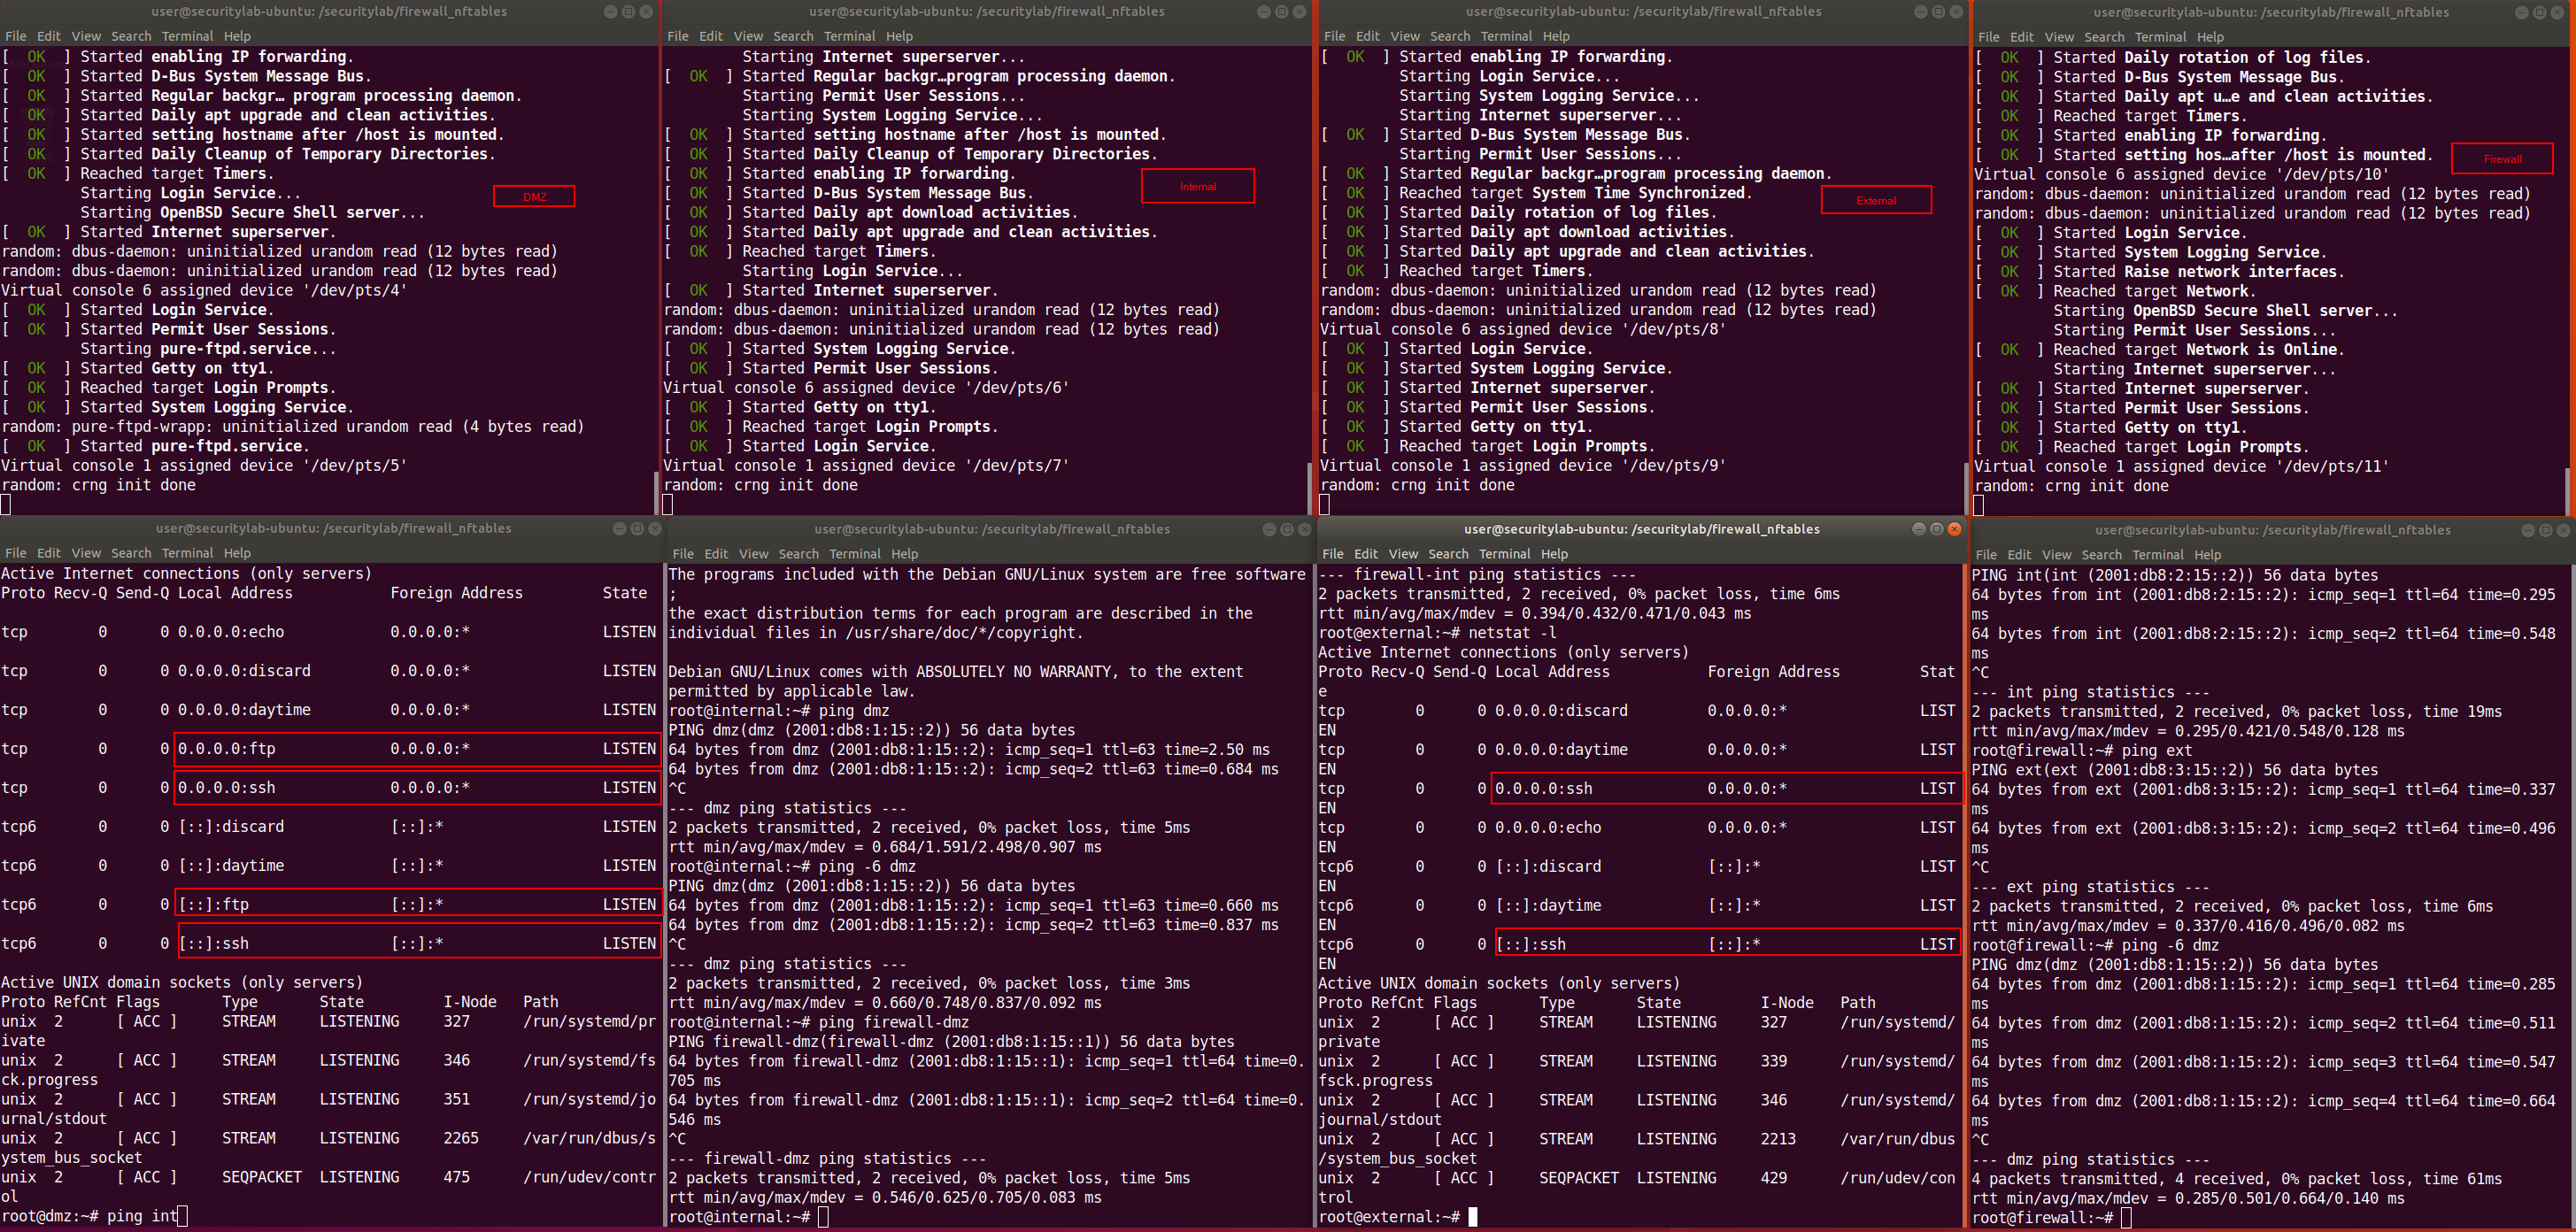 user@securitylab-ubuntu: /securitylab/firewall_nftables
File Edit View Search Terminal Help
[  OK  ] Started enabling IP forwarding.
[  OK  ] Started D-Bus System Message Bus.
[  OK  ] Started Regular backgr… program processing daemon.
[  OK  ] Started Daily apt upgrade and clean activities.
[  OK  ] Started setting hostname after /host is mounted.
[  OK  ] Started Daily Cleanup of Temporary Directories.
[  OK  ] Reached target Timers.
Starting Login Service...
DMZ
Starting OpenBSD Secure Shell server...
[  OK  ] Started Internet superserver.
random: dbus-daemon: uninitialized urandom read (12 bytes read)
random: dbus-daemon: uninitialized urandom read (12 bytes read)
Virtual console 6 assigned device '/dev/pts/4'
[  OK  ] Started Login Service.
[  OK  ] Started Permit User Sessions.
Starting pure-ftpd.service...
[  OK  ] Started Getty on tty1.
[  OK  ] Reached target Login Prompts.
[  OK  ] Started System Logging Service.
random: pure-ftpd-wrapp: uninitialized urandom read (4 bytes read)
[  OK  ] Started pure-ftpd.service.
Virtual console 1 assigned device '/dev/pts/5'
random: crng init done
user@securitylab-ubuntu: /securitylab/firewall_nftables
File Edit View Search Terminal Help
Starting Internet superserver...
[  OK  ] Started Regular backgr…program processing daemon.
Starting Permit User Sessions...
Starting System Logging Service...
[  OK  ] Started setting hostname after /host is mounted.
[  OK  ] Started Daily Cleanup of Temporary Directories.
[  OK  ] Started enabling IP forwarding.
Internal
[  OK  ] Started D-Bus System Message Bus.
[  OK  ] Started Daily apt download activities.
[  OK  ] Started Daily apt upgrade and clean activities.
[  OK  ] Reached target Timers.
Starting Login Service...
[  OK  ] Started Internet superserver.
random: dbus-daemon: uninitialized urandom read (12 bytes read)
random: dbus-daemon: uninitialized urandom read (12 bytes read)
[  OK  ] Started System Logging Service.
[  OK  ] Started Permit User Sessions.
Virtual console 6 assigned device '/dev/pts/6'
[  OK  ] Started Getty on tty1.
[  OK  ] Reached target Login Prompts.
[  OK  ] Started Login Service.
Virtual console 1 assigned device '/dev/pts/7'
random: crng init done
user@securitylab-ubuntu: /securitylab/firewall_nftables
File Edit View Search Terminal Help
[  OK  ] Started enabling IP forwarding.
Starting Login Service...
Starting System Logging Service...
Starting Internet superserver...
[  OK  ] Started D-Bus System Message Bus.
Starting Permit User Sessions...
[  OK  ] Started Regular backgr…program processing daemon.
[  OK  ] Reached target System Time Synchronized.
External
[  OK  ] Started Daily rotation of log files.
[  OK  ] Started Daily apt download activities.
[  OK  ] Started Daily apt upgrade and clean activities.
[  OK  ] Reached target Timers.
random: dbus-daemon: uninitialized urandom read (12 bytes read)
random: dbus-daemon: uninitialized urandom read (12 bytes read)
Virtual console 6 assigned device '/dev/pts/8'
[  OK  ] Started Login Service.
[  OK  ] Started System Logging Service.
[  OK  ] Started Internet superserver.
[  OK  ] Started Permit User Sessions.
[  OK  ] Started Getty on tty1.
[  OK  ] Reached target Login Prompts.
Virtual console 1 assigned device '/dev/pts/9'
random: crng init done
user@securitylab-ubuntu: /securitylab/firewall_nftables
File Edit View Search Terminal Help
[  OK  ] Started Daily rotation of log files.
[  OK  ] Started D-Bus System Message Bus.
[  OK  ] Started Daily apt u…e and clean activities.
[  OK  ] Reached target Timers.
[  OK  ] Started enabling IP forwarding.
[  OK  ] Started setting hos…after /host is mounted.
Firewall
Virtual console 6 assigned device '/dev/pts/10'
random: dbus-daemon: uninitialized urandom read (12 bytes read)
random: dbus-daemon: uninitialized urandom read (12 bytes read)
[  OK  ] Started Login Service.
[  OK  ] Started System Logging Service.
[  OK  ] Started Raise network interfaces.
[  OK  ] Reached target Network.
Starting OpenBSD Secure Shell server...
Starting Permit User Sessions...
[  OK  ] Reached target Network is Online.
Starting Internet superserver...
[  OK  ] Started Internet superserver.
[  OK  ] Started Permit User Sessions.
[  OK  ] Started Getty on tty1.
[  OK  ] Reached target Login Prompts.
Virtual console 1 assigned device '/dev/pts/11'
random: crng init done
user@securitylab-ubuntu: /securitylab/firewall_nftables
File Edit View Search Terminal Help
Active Internet connections (only servers)
Proto Recv-Q Send-Q Local Address Foreign Address State
tcp 0 0 0.0.0.0:echo 0.0.0.0:* LISTEN
tcp 0 0 0.0.0.0:discard 0.0.0.0:* LISTEN
tcp 0 0 0.0.0.0:daytime 0.0.0.0:* LISTEN
tcp 0 0 0.0.0.0:ftp 0.0.0.0:* LISTEN
tcp 0 0 0.0.0.0:ssh 0.0.0.0:* LISTEN
tcp6 0 0 [::]:discard [::]:* LISTEN
tcp6 0 0 [::]:daytime [::]:* LISTEN
tcp6 0 0 [::]:ftp [::]:* LISTEN
tcp6 0 0 [::]:ssh [::]:* LISTEN
Active UNIX domain sockets (only servers)
Proto RefCnt Flags Type State I-Node Path
unix 2 [ ACC ] STREAM LISTENING 327 /run/systemd/pr
ivate
unix 2 [ ACC ] STREAM LISTENING 346 /run/systemd/fs
ck.progress
unix 2 [ ACC ] STREAM LISTENING 351 /run/systemd/jo
urnal/stdout
unix 2 [ ACC ] STREAM LISTENING 2265 /var/run/dbus/s
ystem_bus_socket
unix 2 [ ACC ] SEQPACKET LISTENING 475 /run/udev/contr
ol
root@dmz:~# ping int
user@securitylab-ubuntu: /securitylab/firewall_nftables
File Edit View Search Terminal Help
The programs included with the Debian GNU/Linux system are free software
;
the exact distribution terms for each program are described in the
individual files in /usr/share/doc/*/copyright.
Debian GNU/Linux comes with ABSOLUTELY NO WARRANTY, to the extent
permitted by applicable law.
root@internal:~# ping dmz
PING dmz(dmz (2001:db8:1:15::2)) 56 data bytes
64 bytes from dmz (2001:db8:1:15::2): icmp_seq=1 ttl=63 time=2.50 ms
64 bytes from dmz (2001:db8:1:15::2): icmp_seq=2 ttl=63 time=0.684 ms
^C
--- dmz ping statistics ---
2 packets transmitted, 2 received, 0% packet loss, time 5ms
rtt min/avg/max/mdev = 0.684/1.591/2.498/0.907 ms
root@internal:~# ping -6 dmz
PING dmz(dmz (2001:db8:1:15::2)) 56 data bytes
64 bytes from dmz (2001:db8:1:15::2): icmp_seq=1 ttl=63 time=0.660 ms
64 bytes from dmz (2001:db8:1:15::2): icmp_seq=2 ttl=63 time=0.837 ms
^C
--- dmz ping statistics ---
2 packets transmitted, 2 received, 0% packet loss, time 3ms
rtt min/avg/max/mdev = 0.660/0.748/0.837/0.092 ms
root@internal:~# ping firewall-dmz
PING firewall-dmz(firewall-dmz (2001:db8:1:15::1)) 56 data bytes
64 bytes from firewall-dmz (2001:db8:1:15::1): icmp_seq=1 ttl=64 time=0.
705 ms
64 bytes from firewall-dmz (2001:db8:1:15::1): icmp_seq=2 ttl=64 time=0.
546 ms
^C
--- firewall-dmz ping statistics ---
2 packets transmitted, 2 received, 0% packet loss, time 5ms
rtt min/avg/max/mdev = 0.546/0.625/0.705/0.083 ms
root@internal:~#
user@securitylab-ubuntu: /securitylab/firewall_nftables
File Edit View Search Terminal Help
--- firewall-int ping statistics ---
2 packets transmitted, 2 received, 0% packet loss, time 6ms
rtt min/avg/max/mdev = 0.394/0.432/0.471/0.043 ms
root@external:~# netstat -l
Active Internet connections (only servers)
Proto Recv-Q Send-Q Local Address Foreign Address Stat
e
tcp 0 0 0.0.0.0:discard 0.0.0.0:* LIST
EN
tcp 0 0 0.0.0.0:daytime 0.0.0.0:* LIST
EN
tcp 0 0 0.0.0.0:ssh 0.0.0.0:* LIST
EN
tcp 0 0 0.0.0.0:echo 0.0.0.0:* LIST
EN
tcp6 0 0 [::]:discard [::]:* LIST
EN
tcp6 0 0 [::]:daytime [::]:* LIST
EN
tcp6 0 0 [::]:ssh [::]:* LIST
EN
Active UNIX domain sockets (only servers)
Proto RefCnt Flags Type State I-Node Path
unix 2 [ ACC ] STREAM LISTENING 327 /run/systemd/
private
unix 2 [ ACC ] STREAM LISTENING 339 /run/systemd/
fsck.progress
unix 2 [ ACC ] STREAM LISTENING 346 /run/systemd/
journal/stdout
unix 2 [ ACC ] STREAM LISTENING 2213 /var/run/dbus
/system_bus_socket
unix 2 [ ACC ] SEQPACKET LISTENING 429 /run/udev/con
trol
root@external:~#
user@securitylab-ubuntu: /securitylab/firewall_nftables
File Edit View Search Terminal Help
PING int(int (2001:db8:2:15::2)) 56 data bytes
64 bytes from int (2001:db8:2:15::2): icmp_seq=1 ttl=64 time=0.295
ms
64 bytes from int (2001:db8:2:15::2): icmp_seq=2 ttl=64 time=0.548
ms
^C
--- int ping statistics ---
2 packets transmitted, 2 received, 0% packet loss, time 19ms
rtt min/avg/max/mdev = 0.295/0.421/0.548/0.128 ms
root@firewall:~# ping ext
PING ext(ext (2001:db8:3:15::2)) 56 data bytes
64 bytes from ext (2001:db8:3:15::2): icmp_seq=1 ttl=64 time=0.337
ms
64 bytes from ext (2001:db8:3:15::2): icmp_seq=2 ttl=64 time=0.496
ms
^C
--- ext ping statistics ---
2 packets transmitted, 2 received, 0% packet loss, time 6ms
rtt min/avg/max/mdev = 0.337/0.416/0.496/0.082 ms
root@firewall:~# ping -6 dmz
PING dmz(dmz (2001:db8:1:15::2)) 56 data bytes
64 bytes from dmz (2001:db8:1:15::2): icmp_seq=1 ttl=64 time=0.285
ms
64 bytes from dmz (2001:db8:1:15::2): icmp_seq=2 ttl=64 time=0.511
ms
64 bytes from dmz (2001:db8:1:15::2): icmp_seq=3 ttl=64 time=0.547
ms
64 bytes from dmz (2001:db8:1:15::2): icmp_seq=4 ttl=64 time=0.664
ms
^C
--- dmz ping statistics ---
4 packets transmitted, 4 received, 0% packet loss, time 61ms
rtt min/avg/max/mdev = 0.285/0.501/0.664/0.140 ms
root@firewall:~#